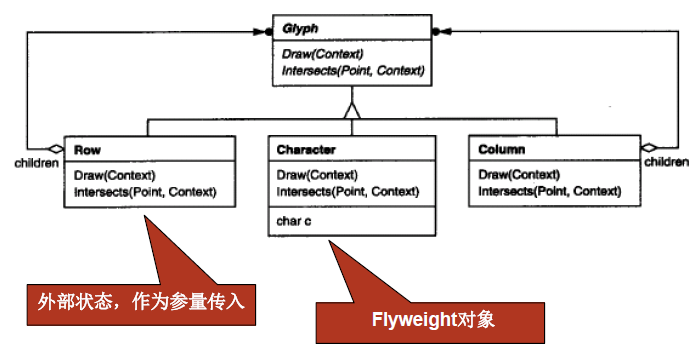 Glyph
Draw(Context)
Intersects(Point, Context)
children
Row
Draw(Context)
Intersects(Point, Context)
Character
Draw(Context)
Intersects(Point, Context)
char c
Column
Draw(Context)
Intersects(Point, Context)
children
外部状态，作为参量传入
Flyweight对象